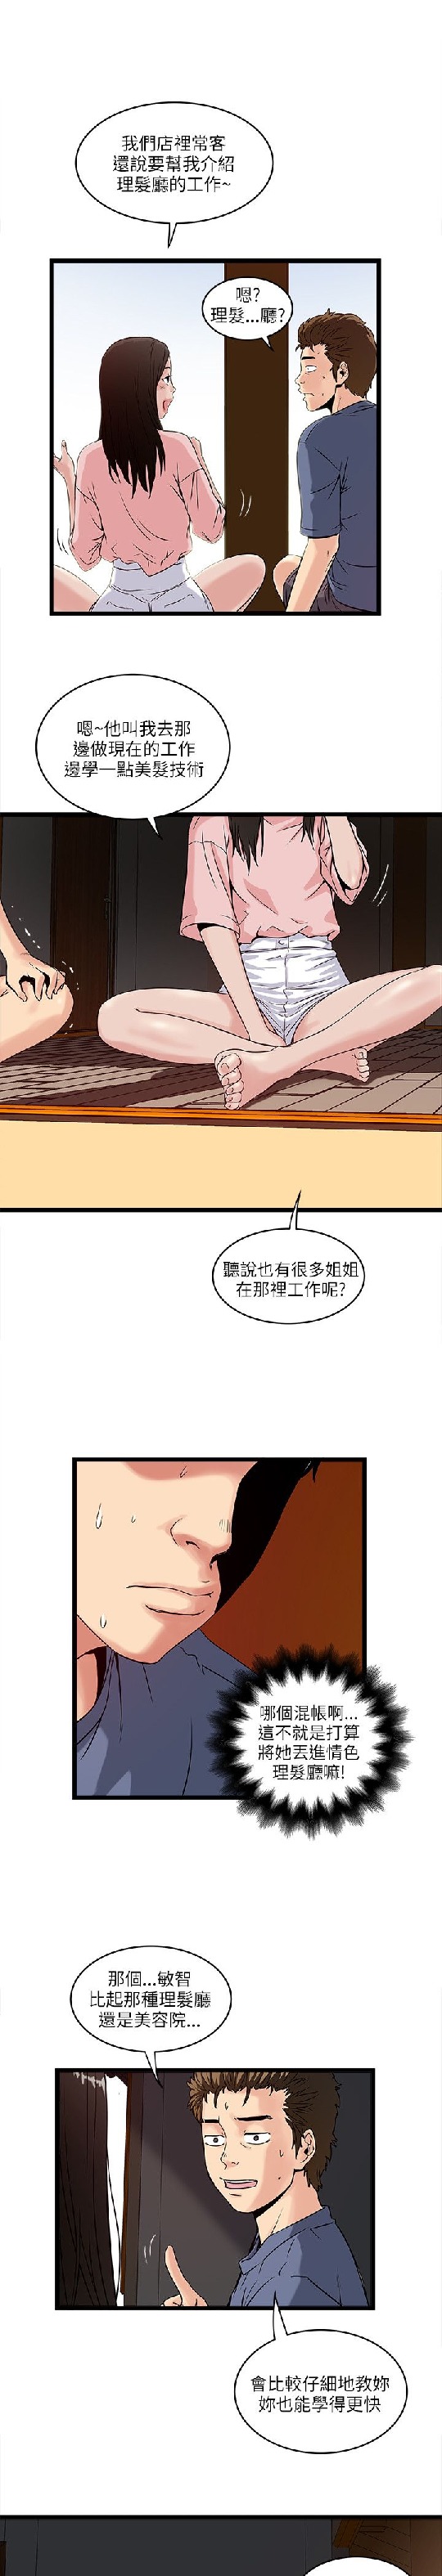 我們店裡常客
還說要幫我介紹
理髮廳的工作~
嗯?
理髮...廳?
嗯~他叫我去那
邊做現在的工作
邊學一點美髮技術
聽說也有很多姐姐
在那裡工作呢?
哪個混帳啊...
這不就是打算
將她丟進情色
理髮廳嘛!
那個...敏智
比起那種理髮廳
還是美容院...
會比較仔細地教妳
妳也能學得更快